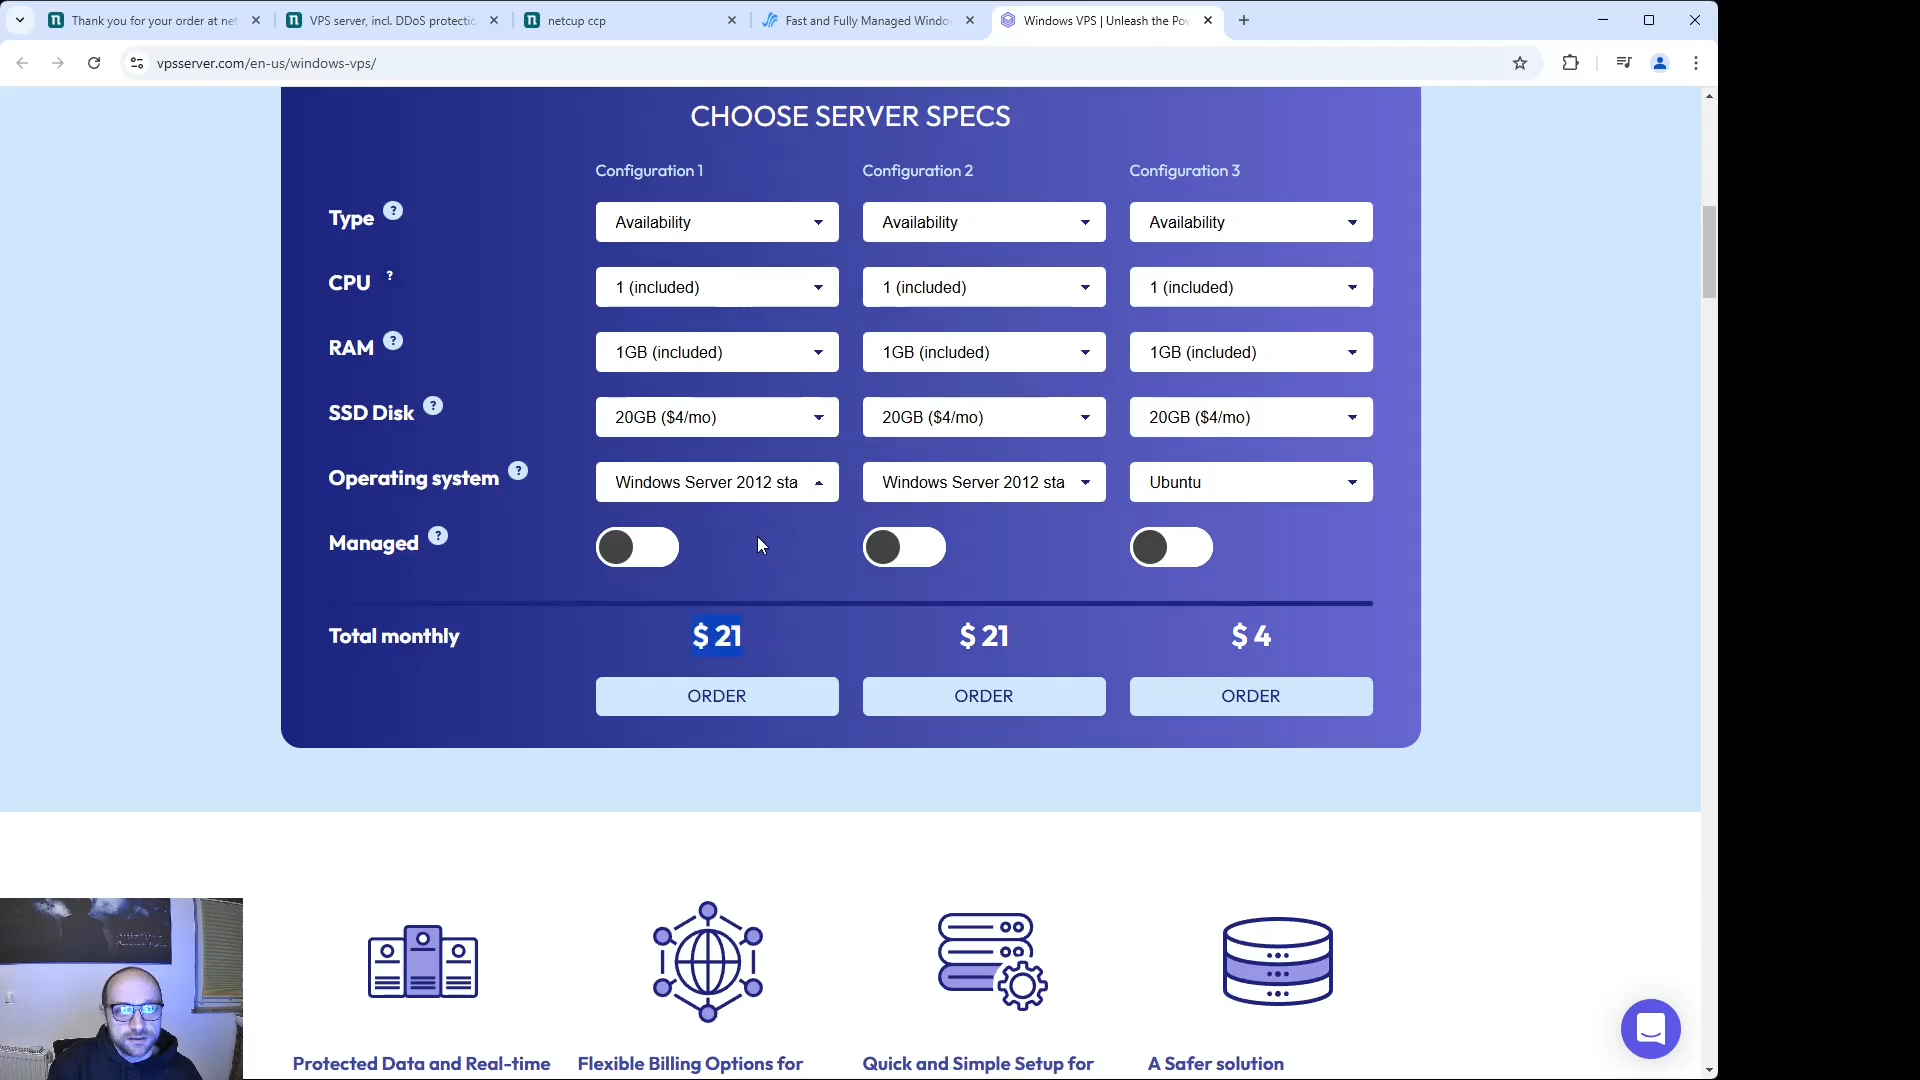 Thank you for your order at net
VPS server, incl. DDoS protectio
netcup ccp
Fast and Fully Managed Windo
Windows VPS | Unleash the Po
vpsserver.com/en-us/windows-vps/
CHOOSE SERVER SPECS
Configuration 1 Configuration 2 Configuration 3
Type ? Availability Availability Availability
CPU ? 1 (included) 1 (included) 1 (included)
RAM ? 1GB (included) 1GB (included) 1GB (included)
SSD Disk ? 20GB ($4/mo) 20GB ($4/mo) 20GB ($4/mo)
Operating system ? Windows Server 2012 sta Windows Server 2012 sta Ubuntu
Managed ?
Total monthly $ 21 $ 21 $ 4
ORDER ORDER ORDER
Protected Data and Real-time Flexible Billing Options for Quick and Simple Setup for A Safer solution